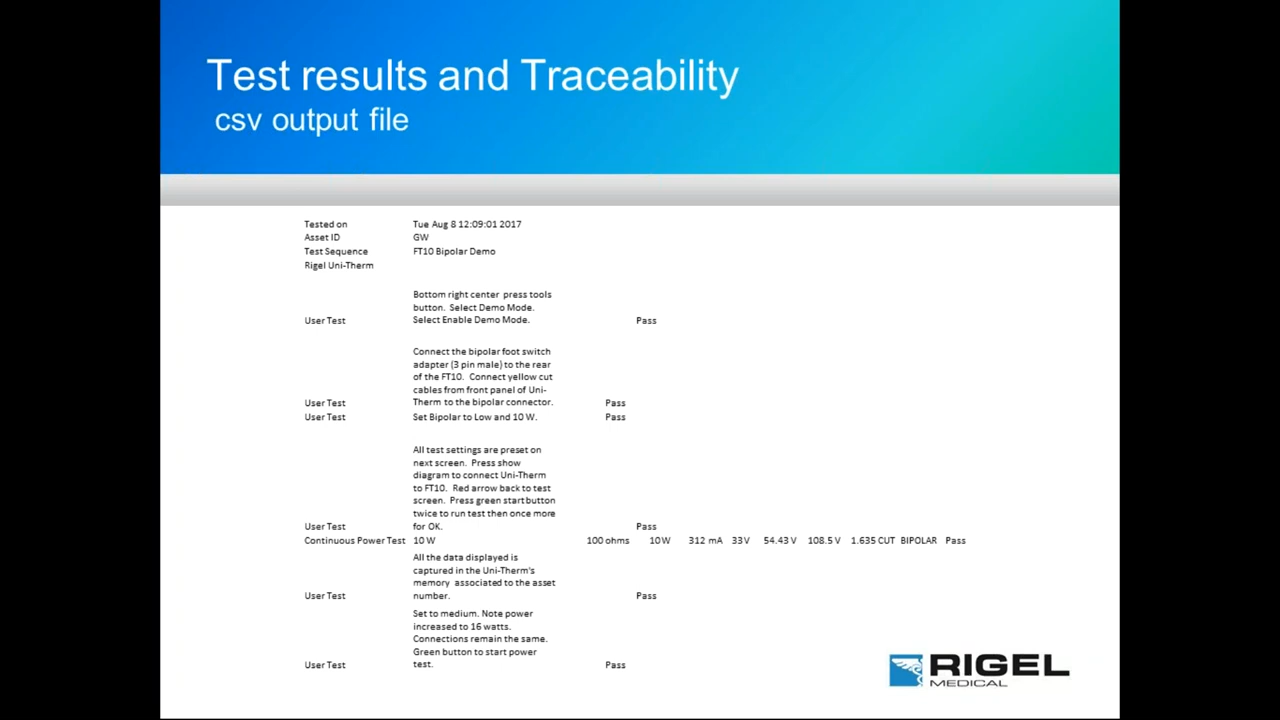 Test results and Traceability
csv output file
Tested on Tue Aug 8 12:09:01 2017
Asset ID GW
Test Sequence FT10 Bipolar Demo
Rigel Uni-Therm
Bottom right center press tools
button. Select Demo Mode.
User Test Select Enable Demo Mode. Pass
Connect the bipolar foot switch
adapter (3 pin male) to the rear
of the FT10. Connect yellow cut
cables from front panel of Uni-
User Test Therm to the bipolar connector. Pass
User Test Set Bipolar to Low and 10 W. Pass
All test settings are preset on
next screen. Press show
diagram to connect Uni-Therm
to FT10. Red arrow back to test
screen. Press green start button
twice to run test then once more
User Test for OK. Pass
Continuous Power Test 10 W 100 ohms 10 W 312 mA 33 V 54.43 V 108.5 V 1.635 CUT BIPOLAR Pass
All the data displayed is
captured in the Uni-Therm's
memory associated to the asset
User Test number. Pass
Set to medium. Note power
increased to 16 watts.
Connections remain the same.
Green button to start power
User Test test. Pass
RIGEL
MEDICAL